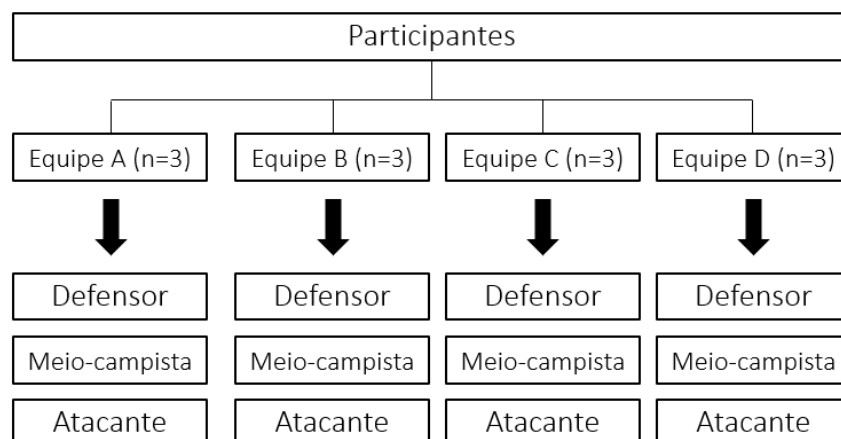 Participantes
Equipe A (n=3)
Equipe B (n=3)
Equipe C (n=3)
Equipe D (n=3)
Defensor
Defensor
Defensor
Defensor
Meio-campista
Meio-campista
Meio-campista
Meio-campista
Atacante
Atacante
Atacante
Atacante